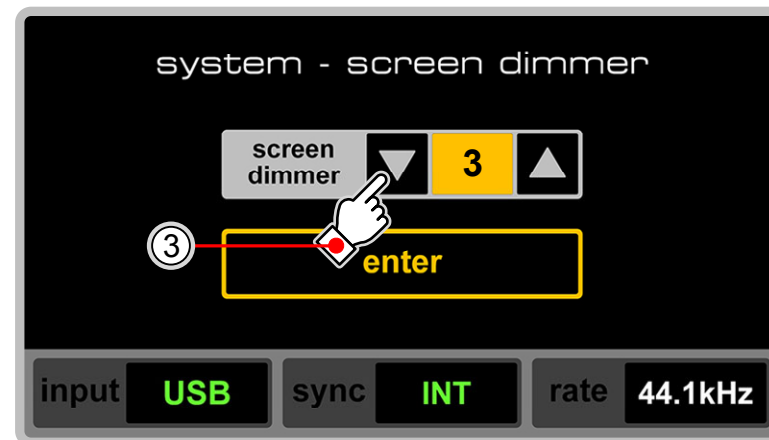 system - screen dimmer
screen
dimmer
3
3
enter
input USB sync INT rate 44.1kHz